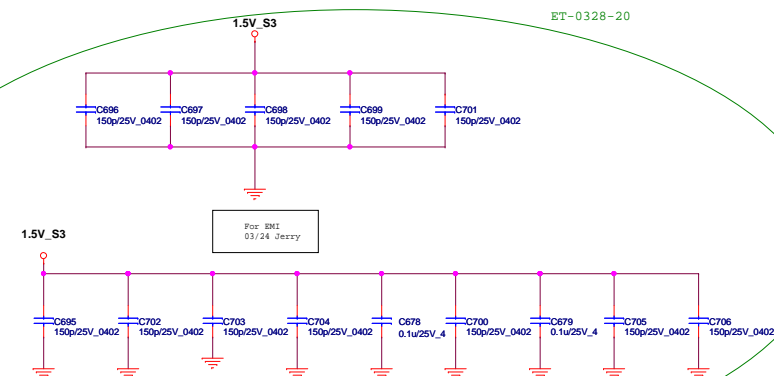 ET-0328-20
1.5V_S3
C696
150p/25V_0402
C697
150p/25V_0402
C698
150p/25V_0402
C699
150p/25V_0402
C701
150p/25V_0402
For EMI
03/24 Jerry
1.5V_S3
C695
150p/25V_0402
C702
150p/25V_0402
C703
150p/25V_0402
C704
150p/25V_0402
C678
0.1u/25V_4
C700
150p/25V_0402
C679
0.1u/25V_4
C705
150p/25V_0402
C706
150p/25V_0402